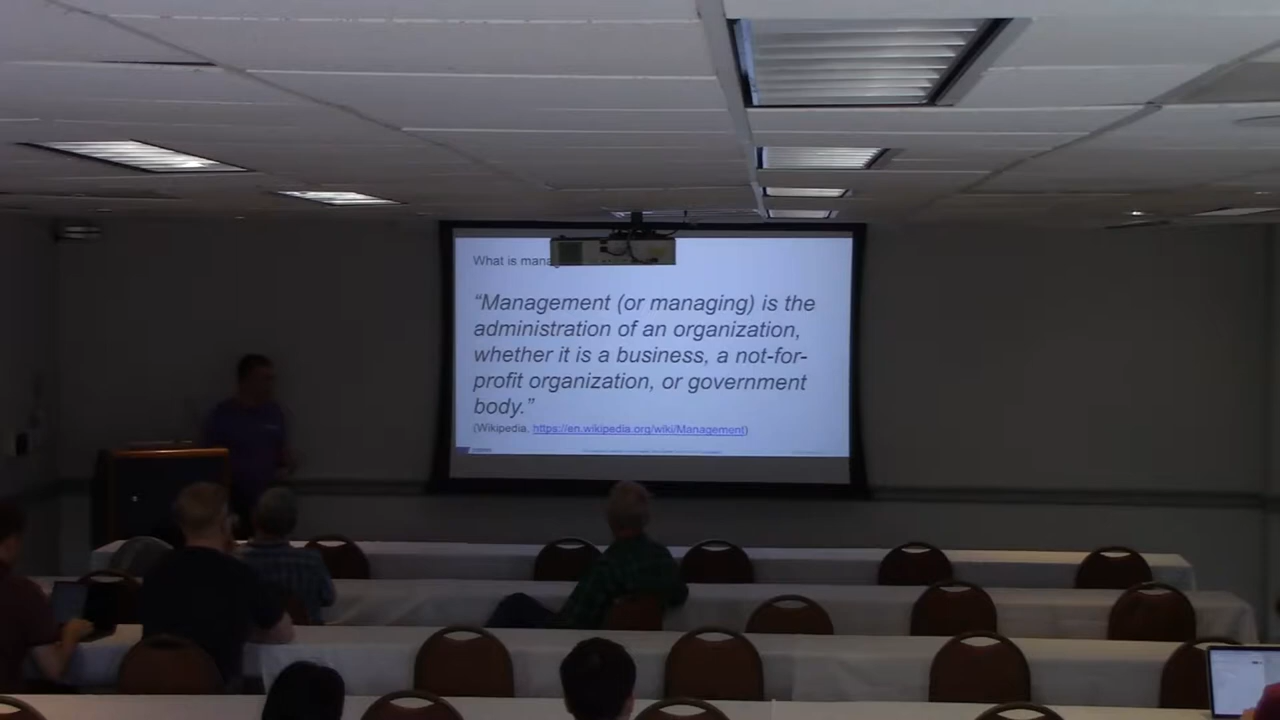 What is mana
“Management (or managing) is the
administration of an organization,
whether it is a business, a not-for-
profit organization, or government
body.”
(Wikipedia, https://en.wikipedia.org/wiki/Management)